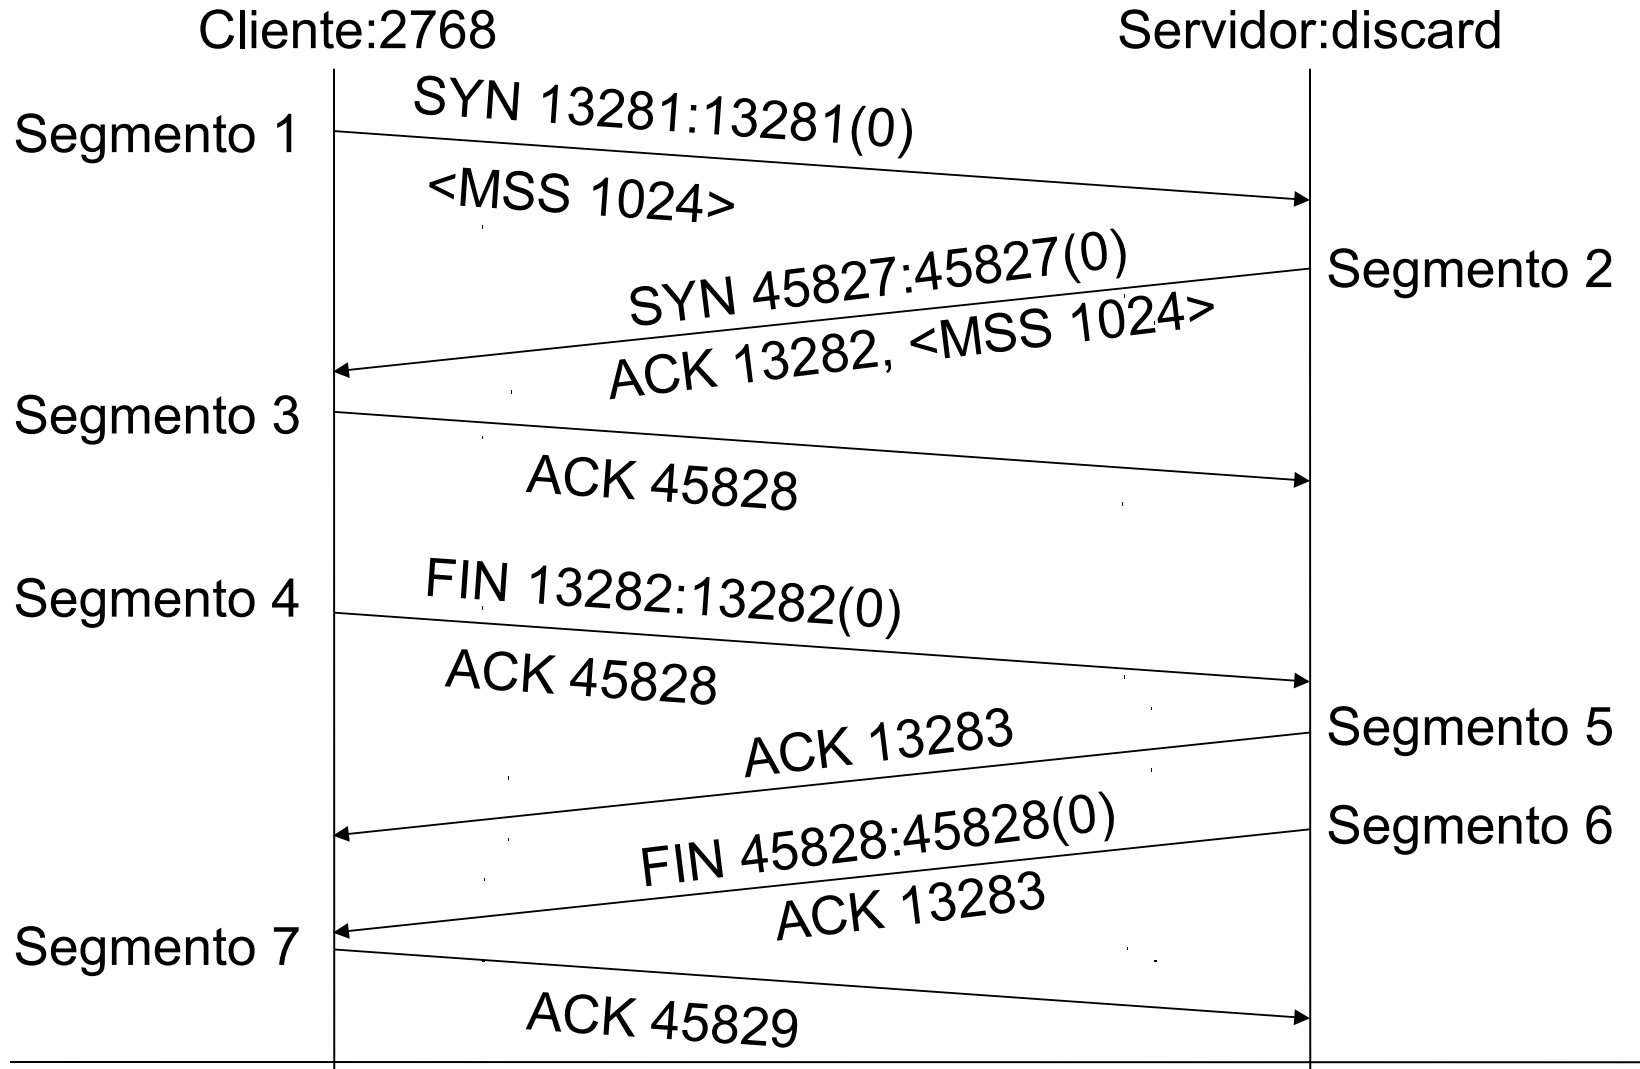 Cliente:2768
Servidor:discard
Segmento 1
SYN 13281:13281(0)
<MSS 1024>
Segmento 2
SYN 45827:45827(0)
ACK 13282, <MSS 1024>
Segmento 3
ACK 45828
Segmento 4
FIN 13282:13282(0)
ACK 45828
Segmento 5
ACK 13283
Segmento 6
FIN 45828:45828(0)
ACK 13283
Segmento 7
ACK 45829